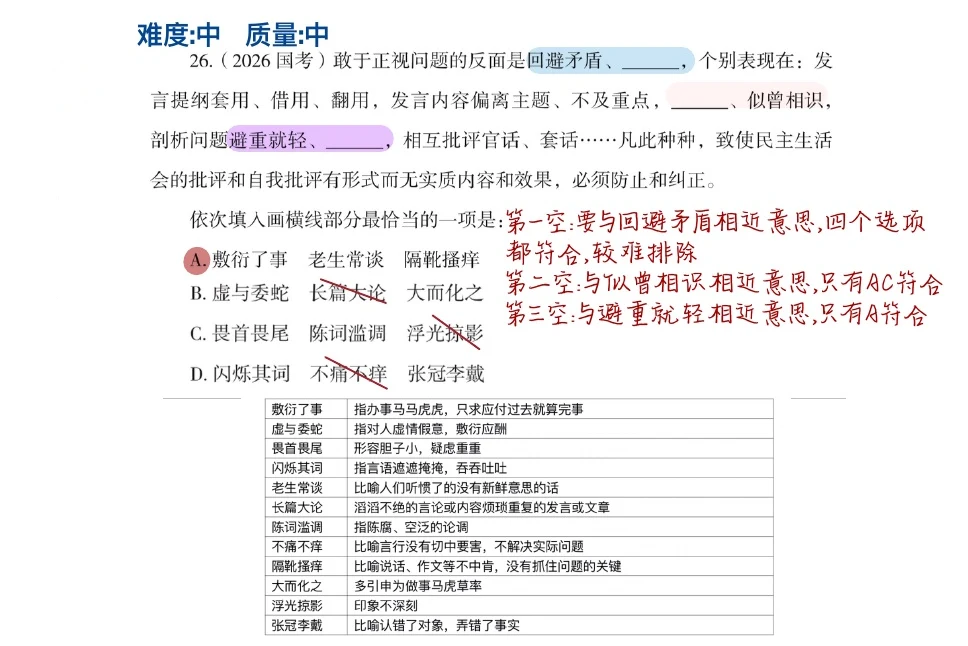 难度:中 质量:中
26.（2026 国考）敢于正视问题的反面是回避矛盾、______，个别表现在：发
言提纲套用、借用、翻用，发言内容偏离主题、不及重点，______、似曾相识，
剖析问题避重就轻、______，相互批评官话、套话……凡此种种，致使民主生活
会的批评和自我批评有形式而无实质内容和效果，必须防止和纠正。
依次填入画横线部分最恰当的一项是:
第一空:要与回避矛盾相近意思,四个选项
都符合,较难排除
第二空:与似曾相识相近意思,只有AC符合
第三空:与避重就轻相近意思,只有A符合
A. 敷衍了事 老生常谈 隔靴搔痒
B. 虚与委蛇 长篇大论 大而化之
C. 畏首畏尾 陈词滥调 浮光掠影
D. 闪烁其词 不痛不痒 张冠李戴
敷衍了事 指办事马马虎虎，只求应付过去就算完事
虚与委蛇 指对人虚情假意，敷衍应酬
畏首畏尾 形容胆子小，疑虑重重
闪烁其词 指言语遮遮掩掩，吞吞吐吐
老生常谈 比喻人们听惯了的没有新鲜意思的话
长篇大论 滔滔不绝的言论或内容烦琐重复的发言或文章
陈词滥调 指陈腐、空泛的论调
不痛不痒 比喻言行没有切中要害，不解决实际问题
隔靴搔痒 比喻说话、作文等不中肯，没有抓住问题的关键
大而化之 多引申为做事马虎草率
浮光掠影 印象不深刻
张冠李戴 比喻认错了对象，弄错了事实